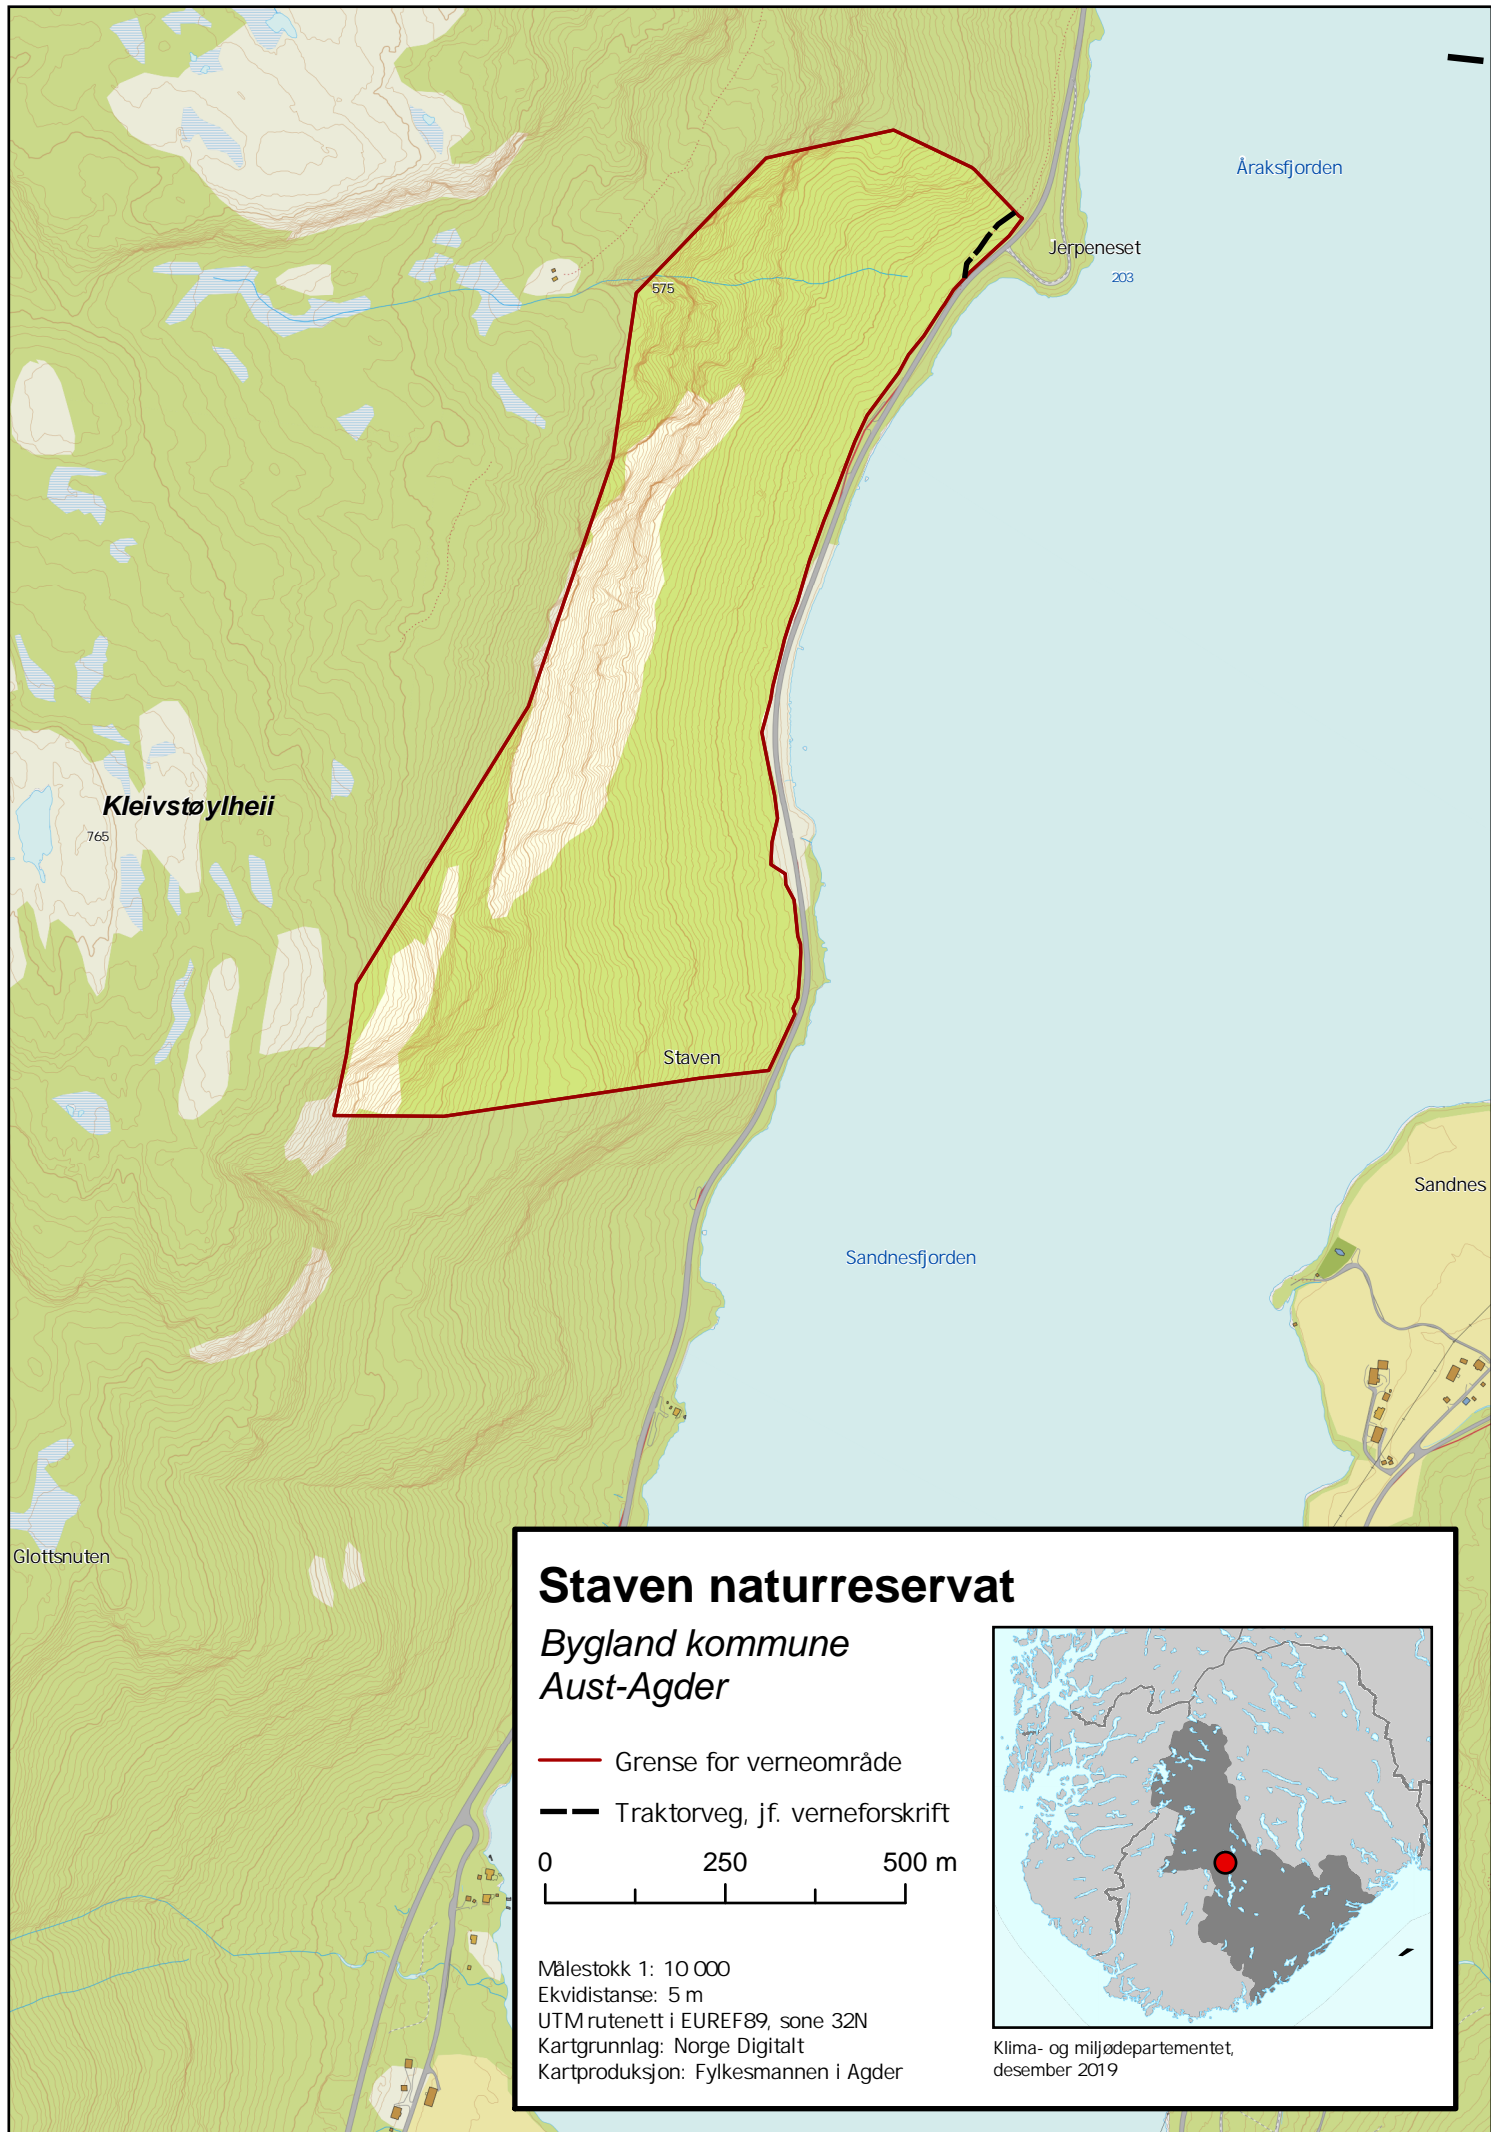 Åraksfjorden
Jerpeneset
203
575
Kleivstøylheii
765
Staven
Sandnes
Sandnesfjorden
Glottsnuten
Staven naturreservat
Bygland kommune
Aust-Agder
Grense for verneområde
Traktorveg, jf. verneforskrift
0 250 500 m
Målestokk 1: 10 000
Ekvidistanse: 5 m
UTM rutenett i EUREF89, sone 32N
Kartgrunnlag: Norge Digitalt
Kartproduksjon: Fylkesmannen i Agder
Klima- og miljødepartementet,
desember 2019